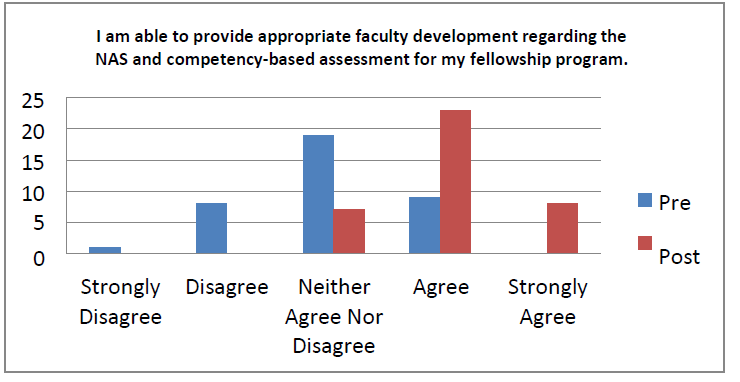 I am able to provide appropriate faculty development regarding the
NAS and competency-based assessment for my fellowship program.
25
20
15
10
5
0
Strongly
Disagree
Disagree
Neither
Agree Nor
Disagree
Agree
Strongly
Agree
Pre
Post